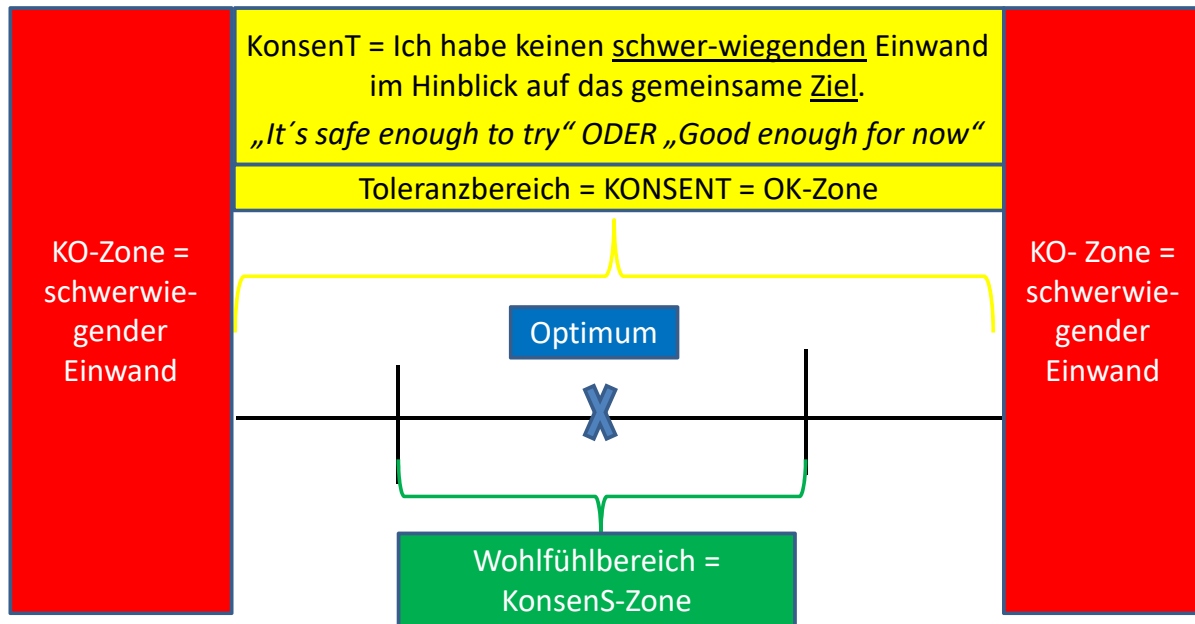 KonsenT = Ich habe keinen schwer-wiegenden Einwand
im Hinblick auf das gemeinsame Ziel.
„It´s safe enough to try“ ODER „Good enough for now“
Toleranzbereich = KONSENT = OK-Zone
KO-Zone =
schwerwie-
gender
Einwand
Optimum
KO- Zone =
schwerwie-
gender
Einwand
Wohlfühlbereich =
KonsenS-Zone